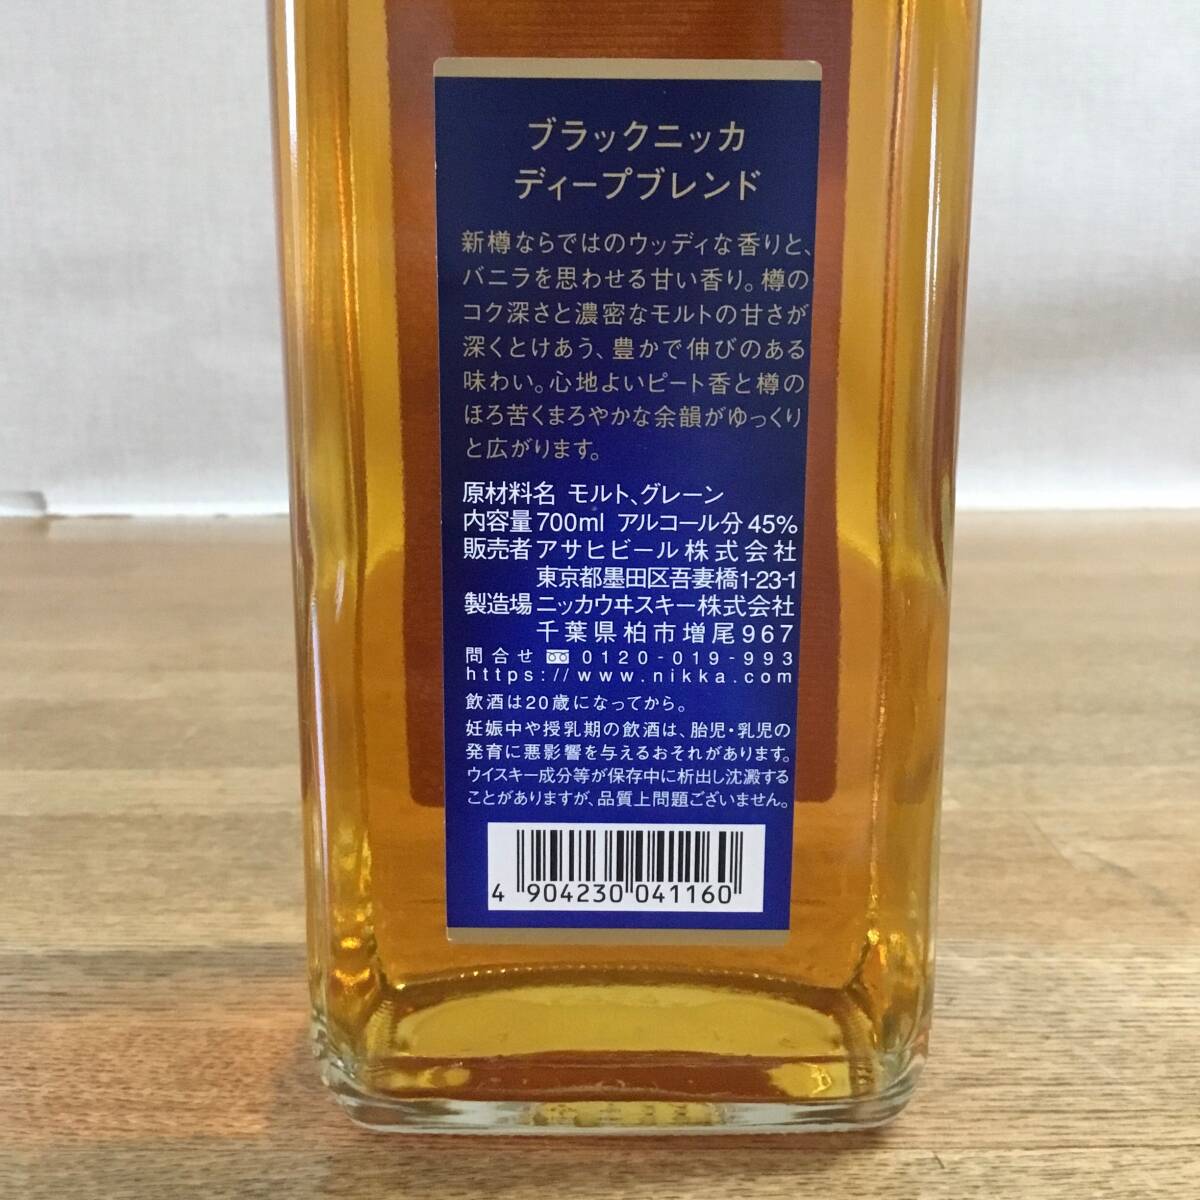 ブラックニッカ
ディープブレンド
新樽ならではのウッディな香りと、
バニラを思わせる甘い香り。樽の
コク深さと濃密なモルトの甘さが
深くとけあう、豊かで伸びのある
味わい。心地よいピート香と樽の
ほろ苦くまろやかな余韻がゆっくり
と広がります。
原材料名 モルト、グレーン
内容量 700ml アルコール分 45%
販売者 アサヒビール株式会社
東京都墨田区吾妻橋1-23-1
製造場 ニッカウヰスキー株式会社
千葉県柏市増尾967
問合せ 0120-019-993
https://www.nikka.com
飲酒は20歳になってから。
妊娠中や授乳期の飲酒は、胎児・乳児の
発育に悪影響を与えるおそれがあります。
ウイスキー成分等が保存中に析出し沈澱する
ことがありますが、品質上問題ございません。
4 904230 041160